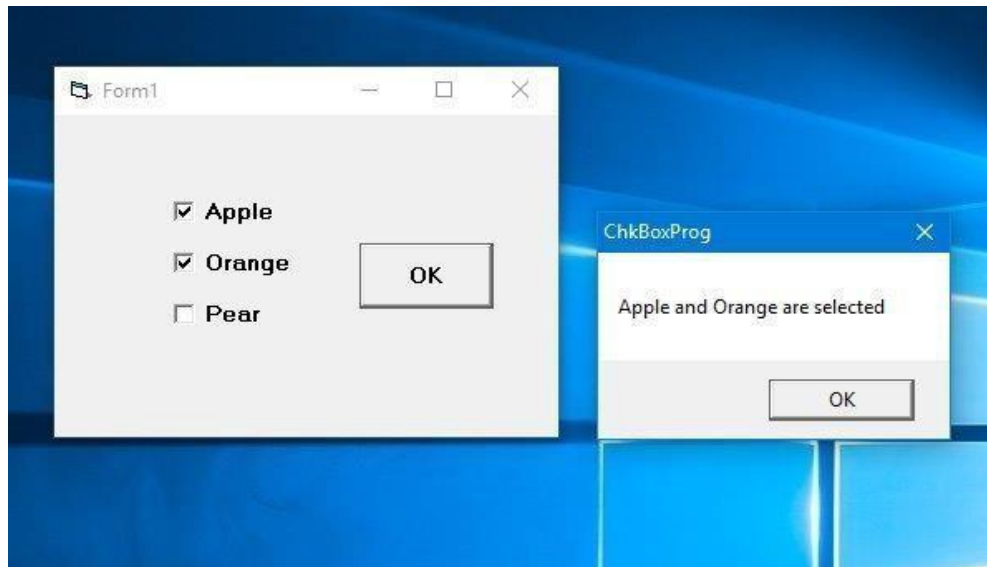 Form1
Apple
Orange
OK
Pear
ChkBoxProg
Apple and Orange are selected
OK